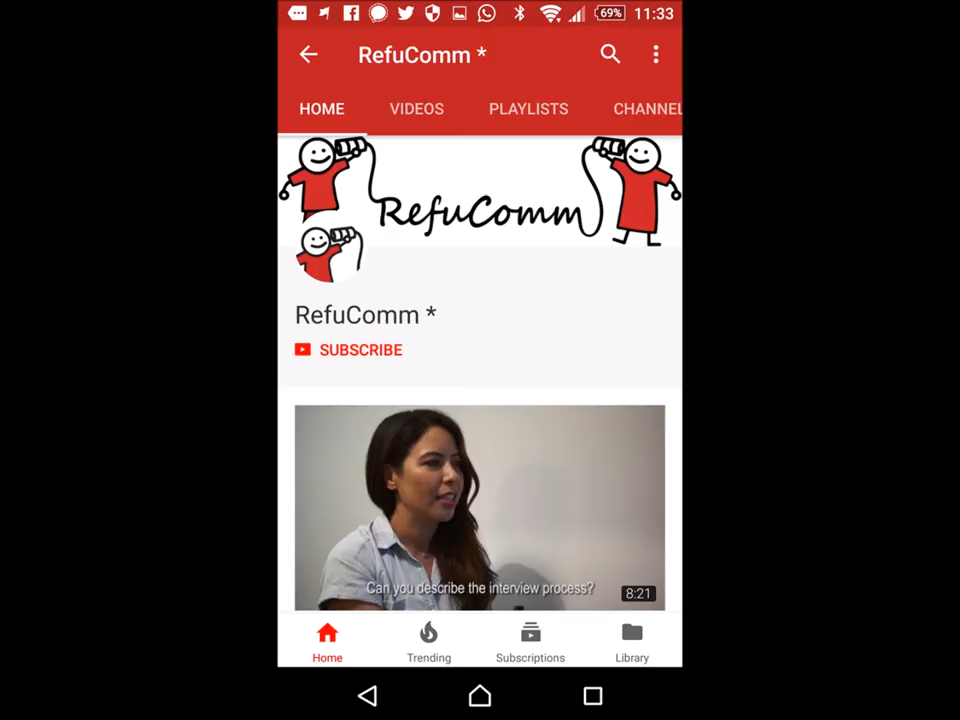 69% 11:33
RefuComm *
HOME VIDEOS PLAYLISTS CHANNEL
RefuComm
RefuComm *
SUBSCRIBE
Can you describe the interview process?
8:21
Home Trending Subscriptions Library